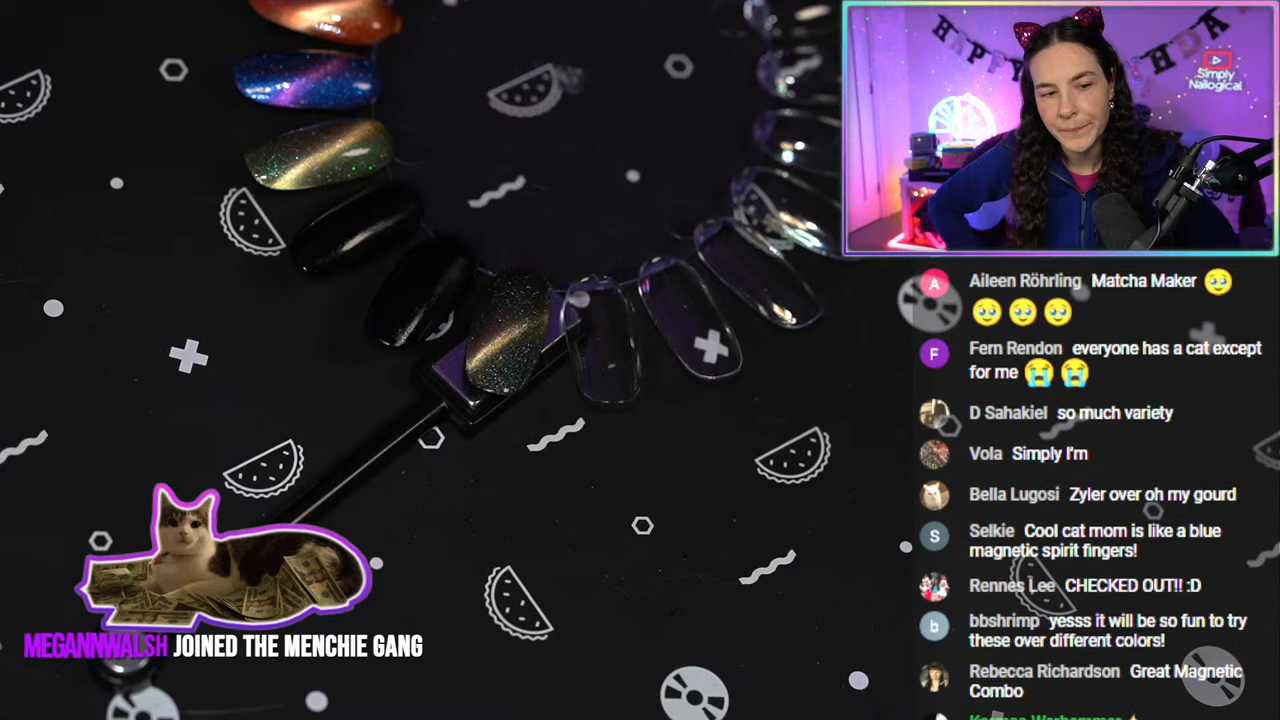 HAPPY
HDA
Simply
Nailogical
Aileen Röhrling Matcha Maker 🥹
🥹 🥹 🥹
Fern Rendon everyone has a cat except
for me 😭 😭
D Sahakiel so much variety
Vola Simply I'm
Bella Lugosi Zyler over oh my gourd
Selkie Cool cat mom is like a blue
magnetic spirit fingers!
Rennes Lee CHECKED OUT!! :D
bbshrimp yesss it will be so fun to try
these over different colors!
Rebecca Richardson Great Magnetic
Combo
MEGANNWALSH JOINED THE MENCHIE GANG